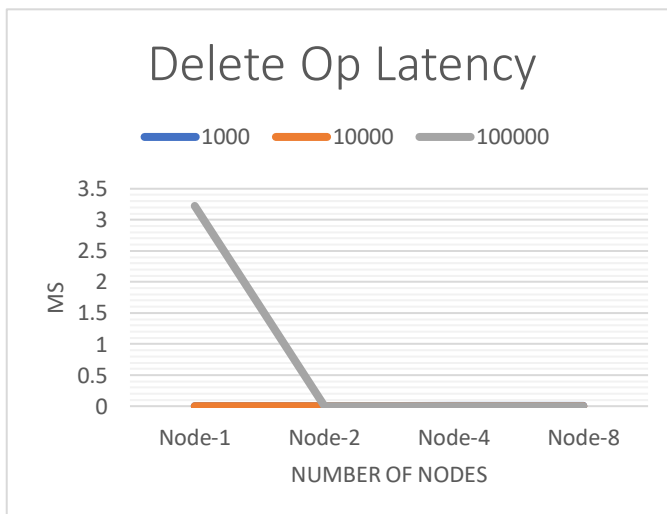 Delete Op Latency
1000 10000 100000
3.5
3
2.5
2
1.5
1
0.5
0
MS
Node-1 Node-2 Node-4 Node-8
NUMBER OF NODES